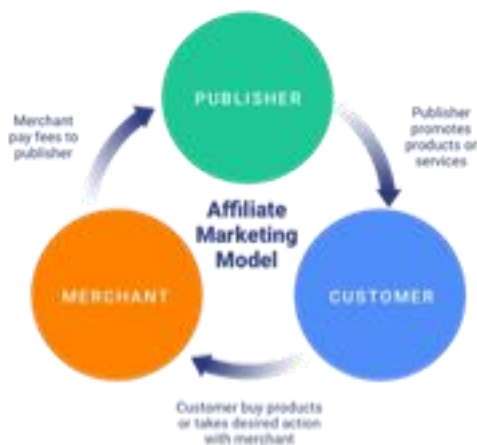 PUBLISHER
Merchant
pay fees to
publisher
Publisher
promotes
products or
services
Affiliate
Marketing
Model
MERCHANT
CUSTOMER
Customer buy products
or takes desired action
with merchant